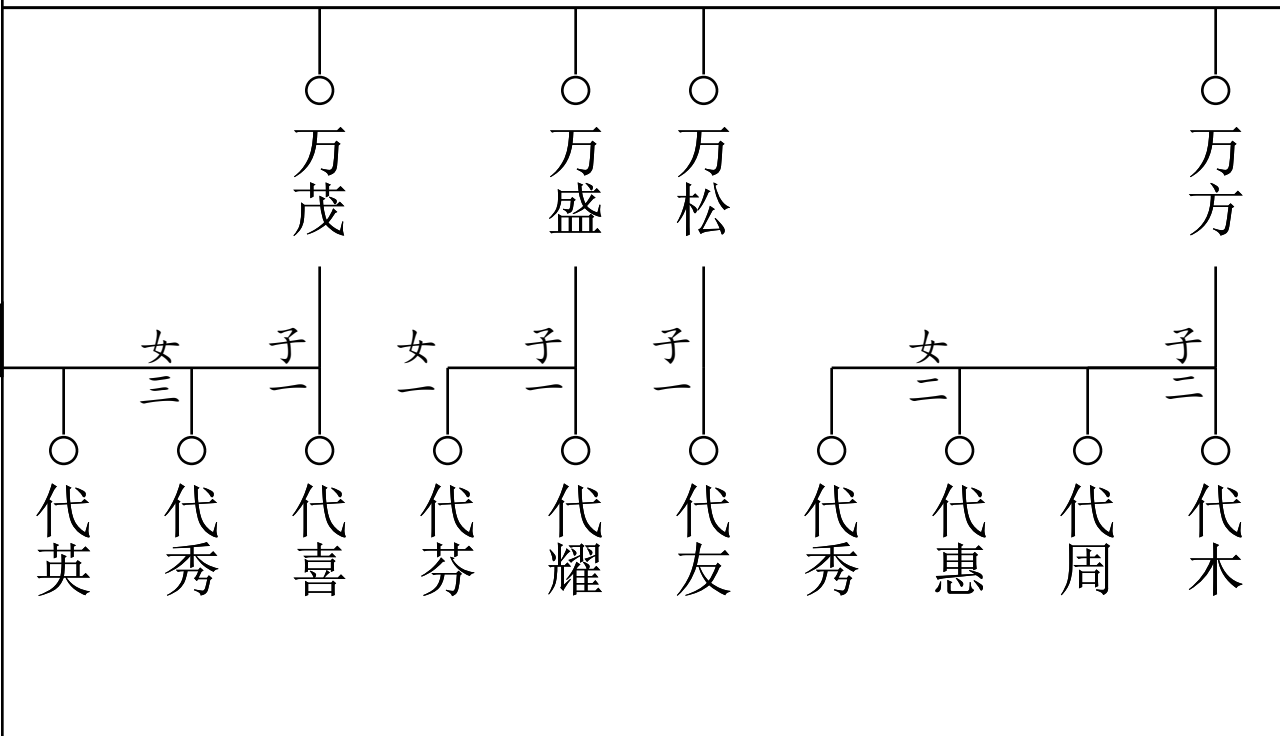 万方
万松
万盛
万茂
子二
女二
子一
子一
女一
子一
女三
代木
代周
代惠
代秀
代友
代耀
代芬
代喜
代秀
代英